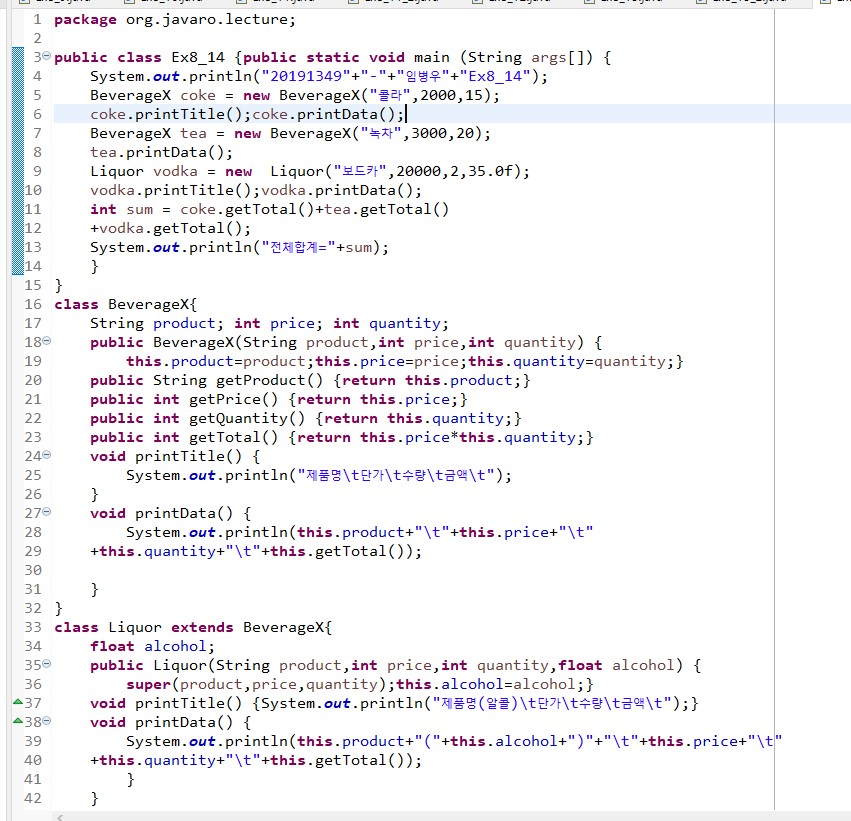 1 package org.javaro.lecture;
2
3 public class Ex8_14 {public static void main (String args[]) {
4 System.out.println("20191349"+"-"+"임병우"+"Ex8_14");
5 BeverageX coke = new BeverageX("콜라",2000,15);
6 coke.printTitle();coke.printData();
7 BeverageX tea = new BeverageX("녹차",3000,20);
8 tea.printData();
9 Liquor vodka = new  Liquor("보드카",20000,2,35.0f);
10 vodka.printTitle();vodka.printData();
11 int sum = coke.getTotal()+tea.getTotal()
12 +vodka.getTotal();
13 System.out.println("전체합계="+sum);
14 }
15 }
16 class BeverageX{
17 String product; int price; int quantity;
18 public BeverageX(String product,int price,int quantity) {
19 this.product=product;this.price=price;this.quantity=quantity;}
20 public String getProduct() {return this.product;}
21 public int getPrice() {return this.price;}
22 public int getQuantity() {return this.quantity;}
23 public int getTotal() {return this.price*this.quantity;}
24 void printTitle() {
25 System.out.println("제품명\t단가\t수량\t금액\t");
26 }
27 void printData() {
28 System.out.println(this.product+"\t"+this.price+"\t"
29 +this.quantity+"\t"+this.getTotal());
30
31 }
32 }
33 class Liquor extends BeverageX{
34 float alcohol;
35 public Liquor(String product,int price,int quantity,float alcohol) {
36 super(product,price,quantity);this.alcohol=alcohol;}
37 void printTitle() {System.out.println("제품명(알콜)\t단가\t수량\t금액\t");}
38 void printData() {
39 System.out.println(this.product+"("+this.alcohol+")"+"\t"+this.price+"\t"
40 +this.quantity+"\t"+this.getTotal());
41 }
42 }